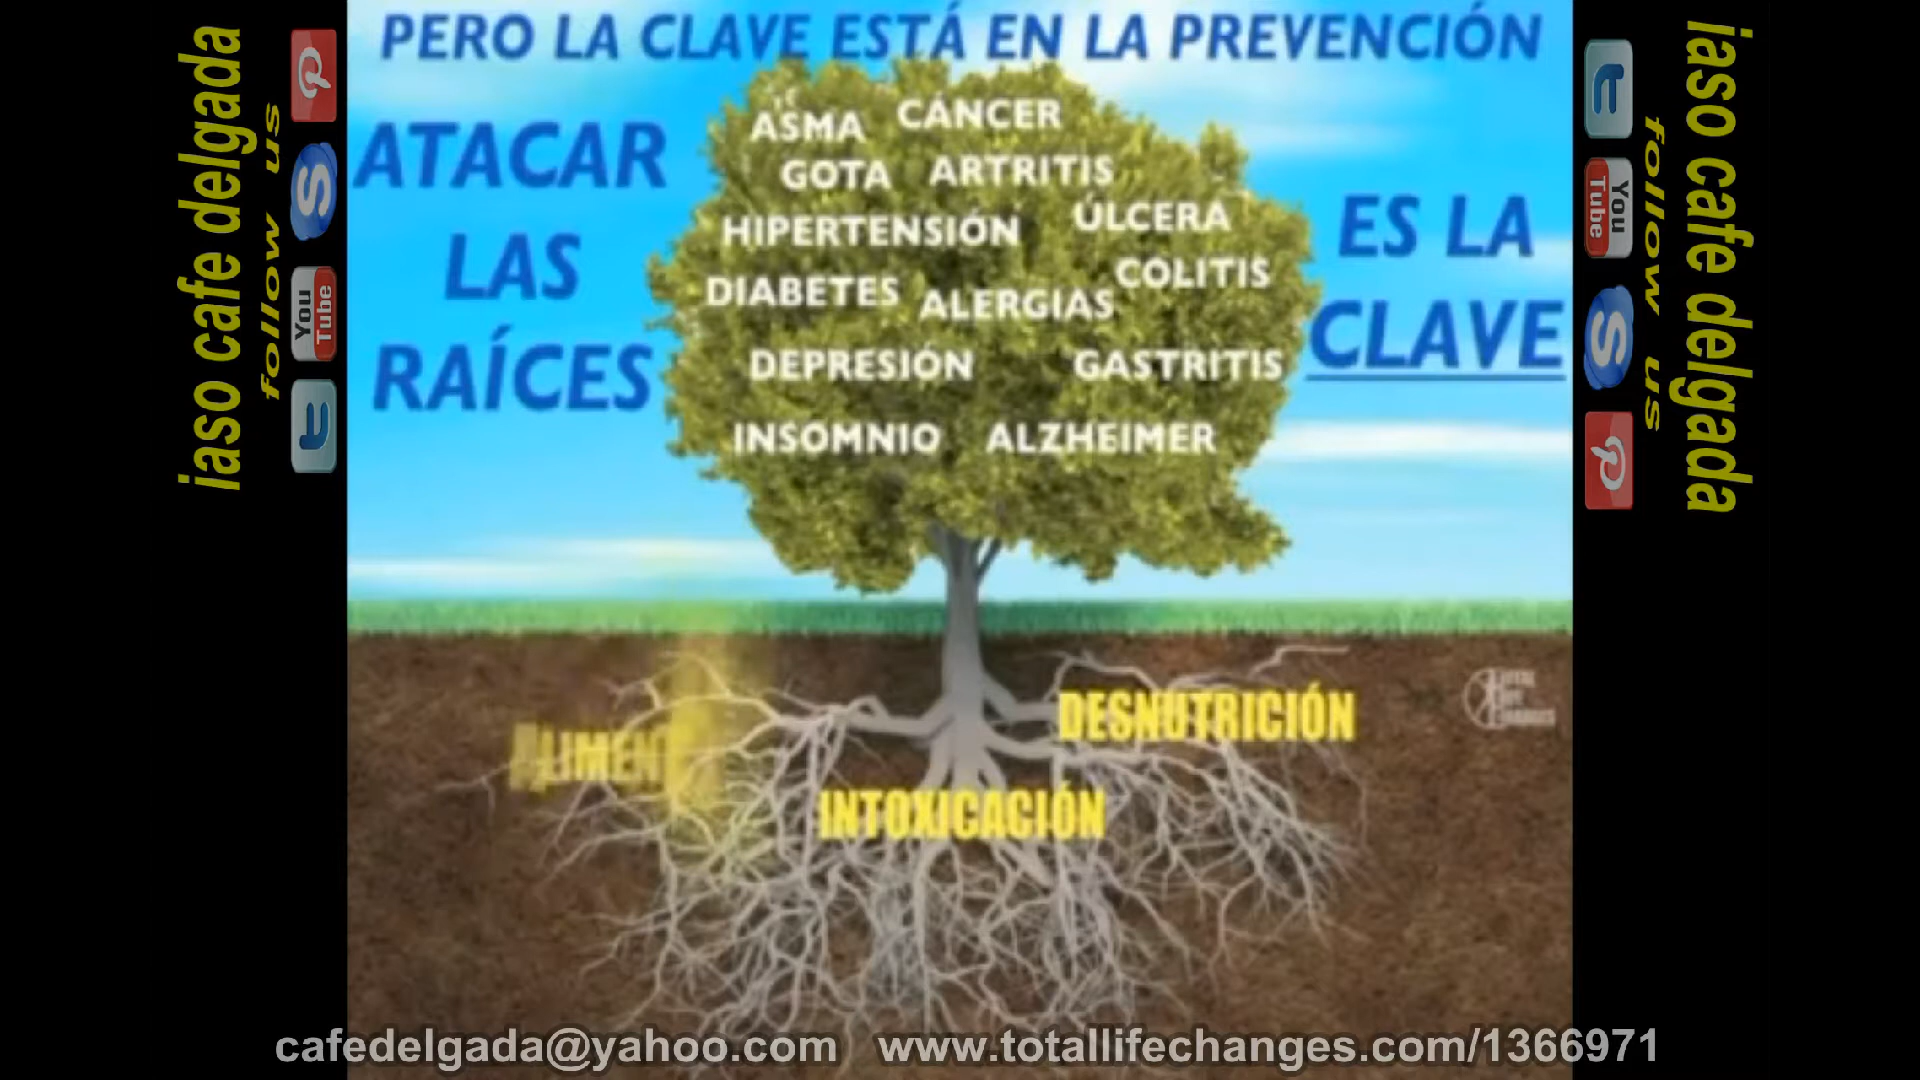 PERO LA CLAVE ESTÁ EN LA PREVENCIÓN
ATACAR
LAS
RAÍCES
ES LA
CLAVE
ASMA
CÁNCER
GOTA
ARTRITIS
HIPERTENSIÓN
ÚLCERA
DIABETES
ALERGIAS
COLITIS
DEPRESIÓN
GASTRITIS
INSOMNIO
ALZHEIMER
DESNUTRICIÓN
ALIMEN
INTOXICACIÓN
iaso cafe delgada
follow us
You
Tube
iaso cafe delgada
follow us
You
Tube
cafedelgada@yahoo.com
www.totallifechanges.com/1366971